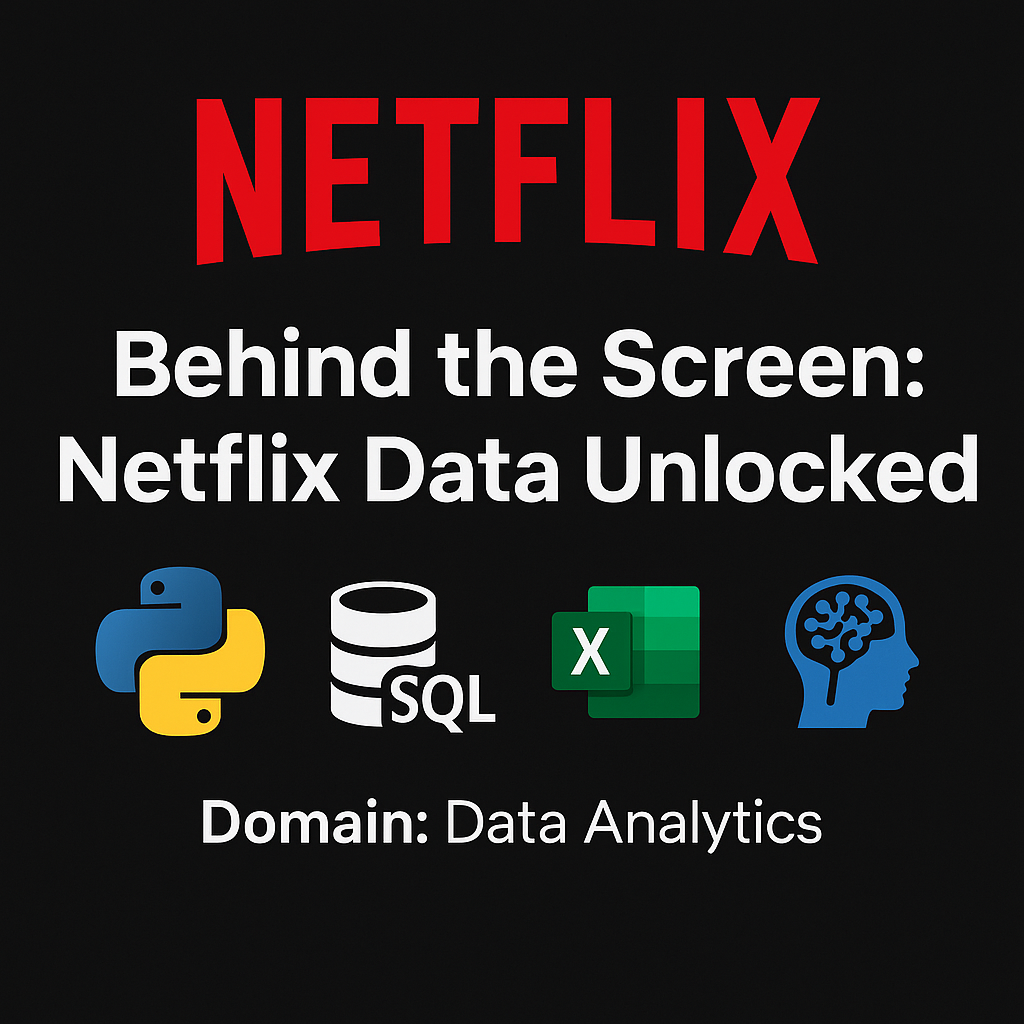 NETFLIX
Behind the Screen:
Netflix Data Unlocked
SQL
X
Domain: Data Analytics